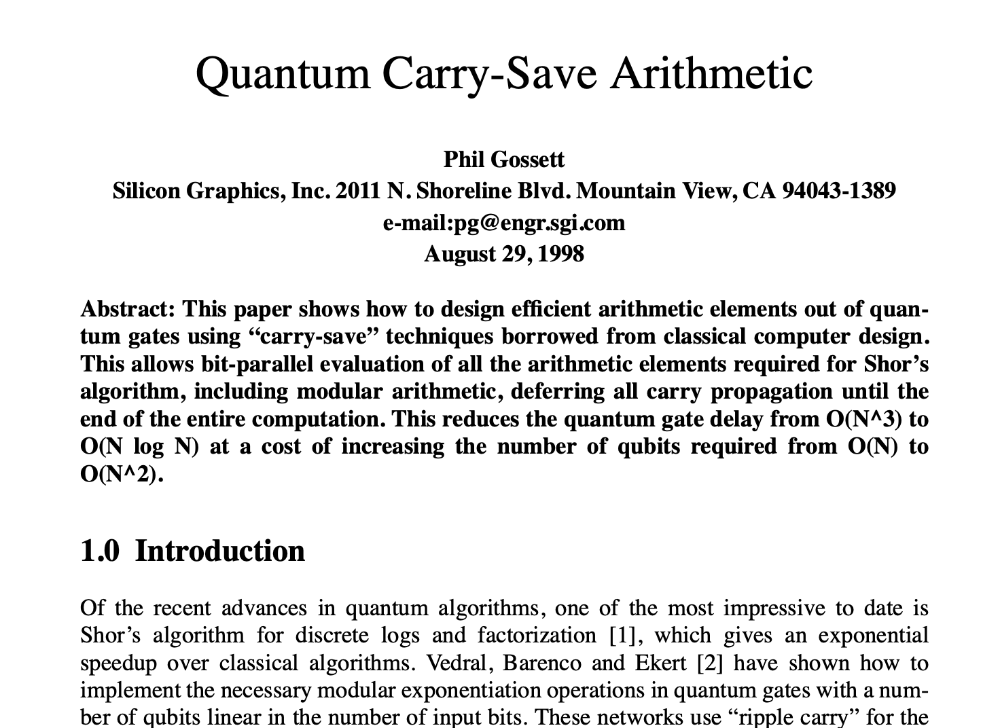 Quantum Carry-Save Arithmetic
Phil Gossett
Silicon Graphics, Inc. 2011 N. Shoreline Blvd. Mountain View, CA 94043-1389
e-mail:pg@engr.sgi.com
August 29, 1998
Abstract: This paper shows how to design efficient arithmetic elements out of quan-
tum gates using “carry-save” techniques borrowed from classical computer design.
This allows bit-parallel evaluation of all the arithmetic elements required for Shor’s
algorithm, including modular arithmetic, deferring all carry propagation until the
end of the entire computation. This reduces the quantum gate delay from O(N^3) to
O(N log N) at a cost of increasing the number of qubits required from O(N) to
O(N^2).
1.0 Introduction
Of the recent advances in quantum algorithms, one of the most impressive to date is
Shor’s algorithm for discrete logs and factorization [1], which gives an exponential
speedup over classical algorithms. Vedral, Barenco and Ekert [2] have shown how to
implement the necessary modular exponentiation operations in quantum gates with a num-
ber of qubits linear in the number of input bits. These networks use “ripple carry” for the